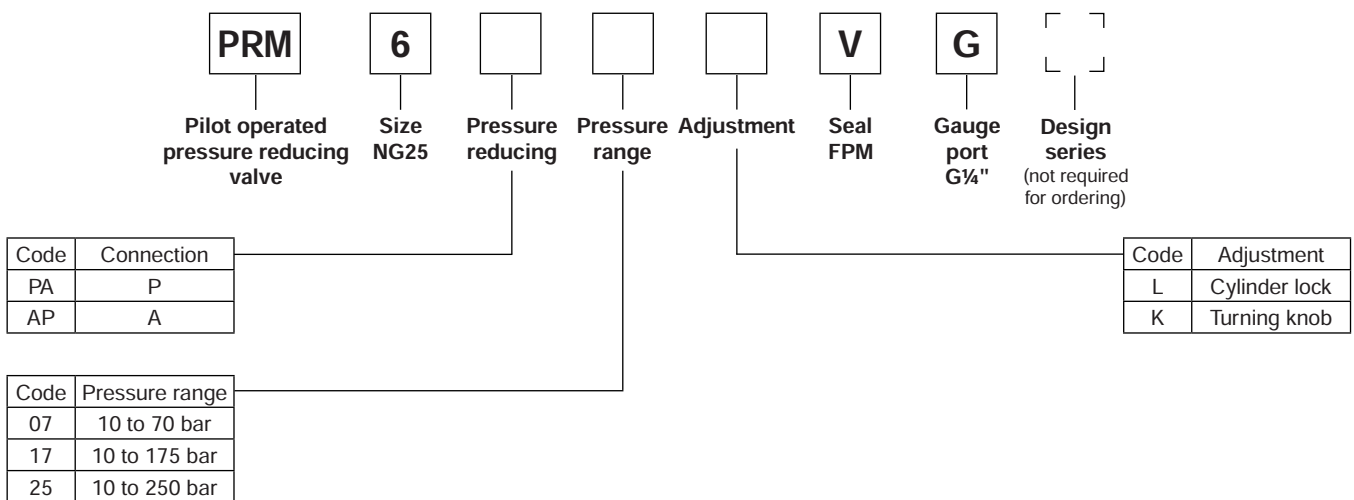 PRM 6 V G
Pilot operated
pressure reducing
valve
Size
NG25
Pressure
reducing
Pressure
range
Adjustment
Seal
FPM
Gauge
port
G¼"
Design
series
(not required
for ordering)
Code Connection
PA P
AP A
Code Adjustment
L Cylinder lock
K Turning knob
Code Pressure range
07 10 to 70 bar
17 10 to 175 bar
25 10 to 250 bar